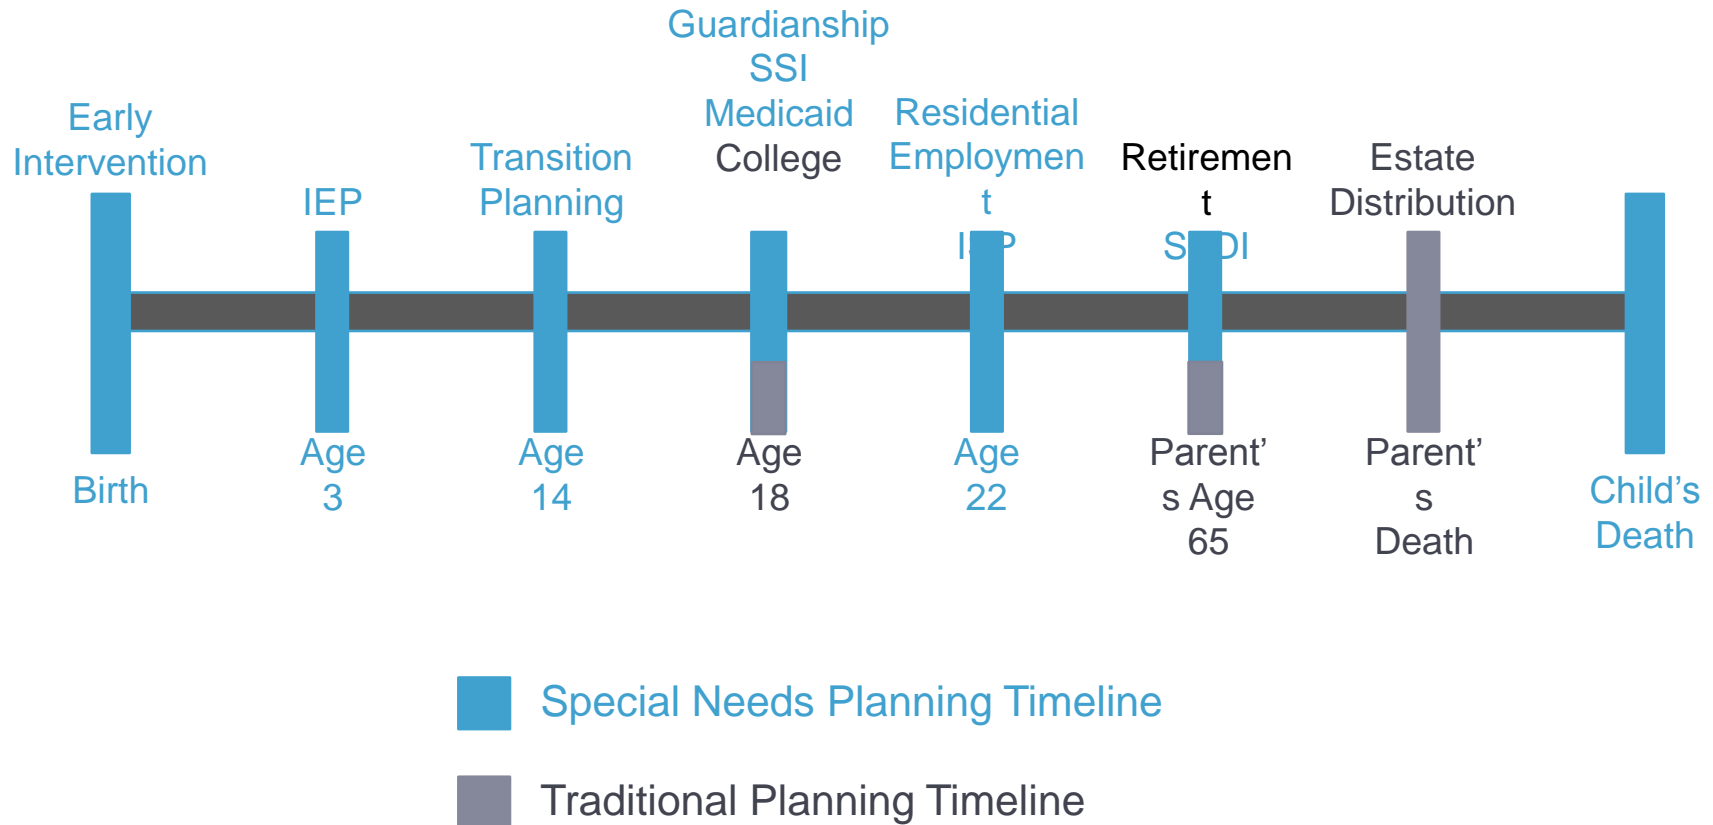 Early
Intervention
Birth
IEP
Age
3
Transition
Planning
Age
14
Guardianship
SSI
Medicaid
College
Age
18
Residential
Employmen
t
Age
22
Retiremen
t
Parent’
s Age
65
Estate
Distribution
Parent’
s
Death
Child’s
Death
Special Needs Planning Timeline
Traditional Planning Timeline